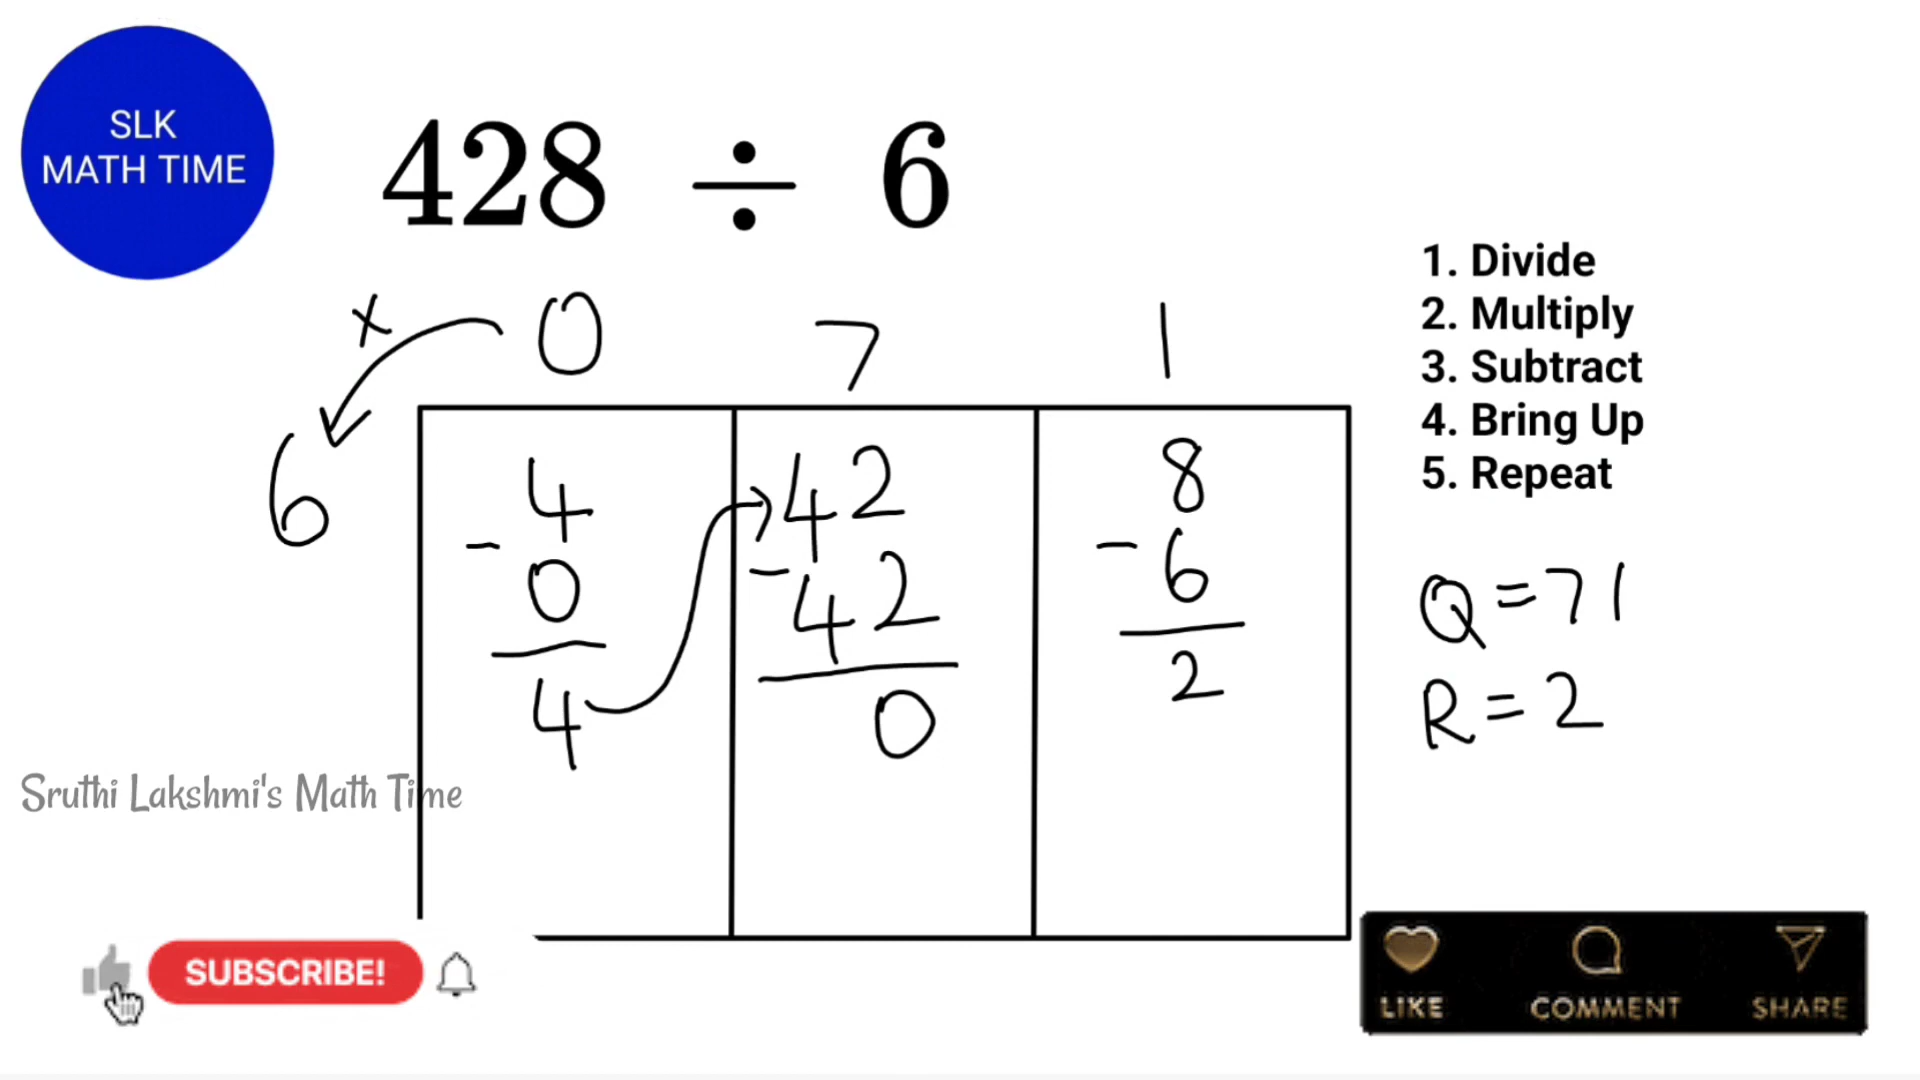 SLK
MATH TIME
428 ÷ 6
1. Divide
2. Multiply
3. Subtract
4. Bring Up
5. Repeat
x 0 7 1
6
4 42 8
- 0 - 42 - 6
4 0 2
Q = 71
R = 2
Sruthi Lakshmi's Math Time
SUBSCRIBE!
LIKE COMMENT SHARE